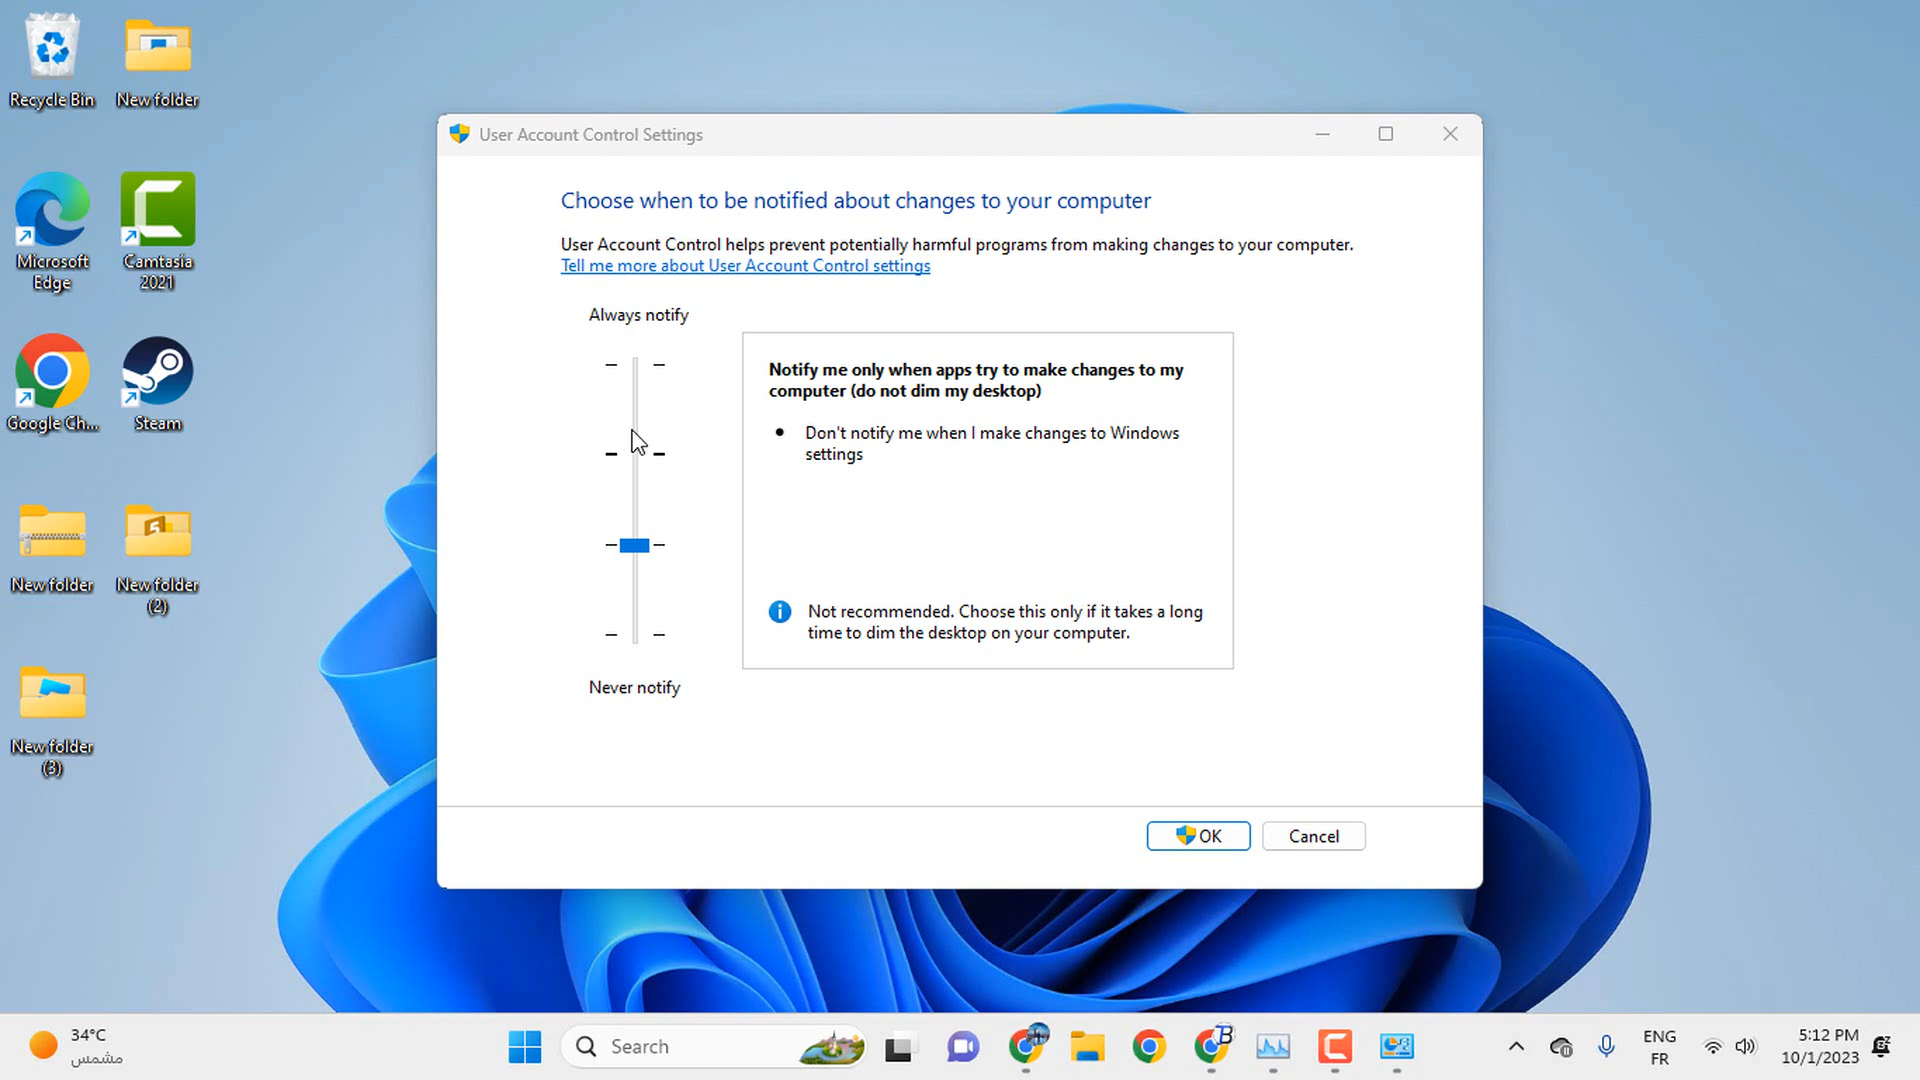 Recycle Bin
New folder
Microsoft
Edge
Camtasia
2021
Google Ch...
Steam
New folder
New folder
(2)
New folder
(3)
User Account Control Settings
Choose when to be notified about changes to your computer
User Account Control helps prevent potentially harmful programs from making changes to your computer.
Tell me more about User Account Control settings
Always notify
Notify me only when apps try to make changes to my
computer (do not dim my desktop)
Don't notify me when I make changes to Windows
settings
Not recommended. Choose this only if it takes a long
time to dim the desktop on your computer.
Never notify
OK
Cancel
34°C
مشمس
Search
B
ENG
FR
5:12 PM
10/1/2023